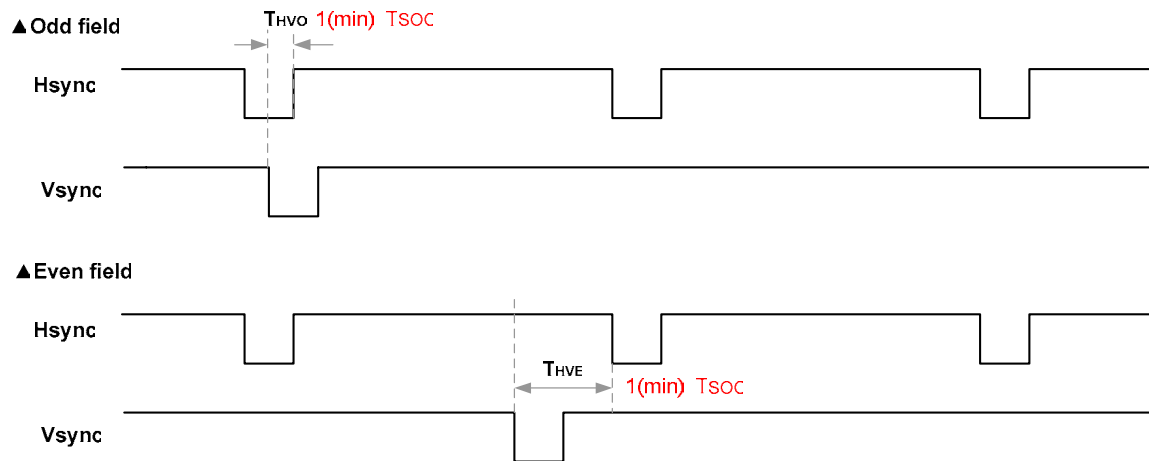 THVO 1(min) TSOC
▲Odd field
Hsync
Vsync
▲Even field
Hsync
THVE
1(min) TSOC
Vsync